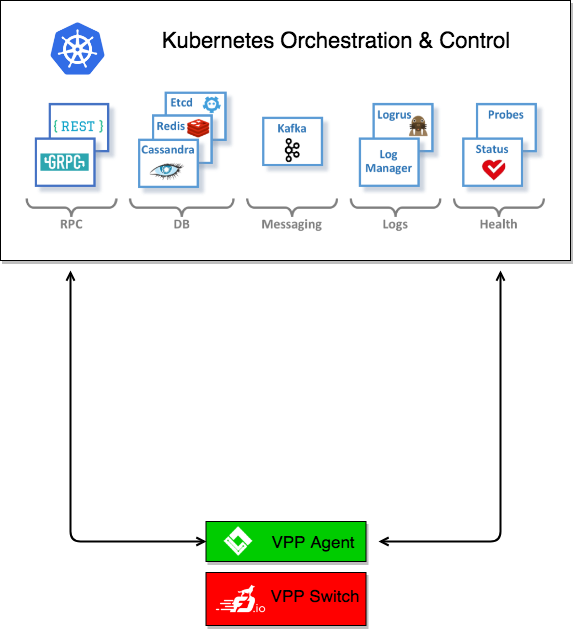 Kubernetes Orchestration & Control
{ REST }
GRPC
Etcd
Redis
Cassandra
Kafka
Logrus
Log
Manager
Probes
Status
RPC
DB
Messaging
Logs
Health
VPP Agent
.io
VPP Switch